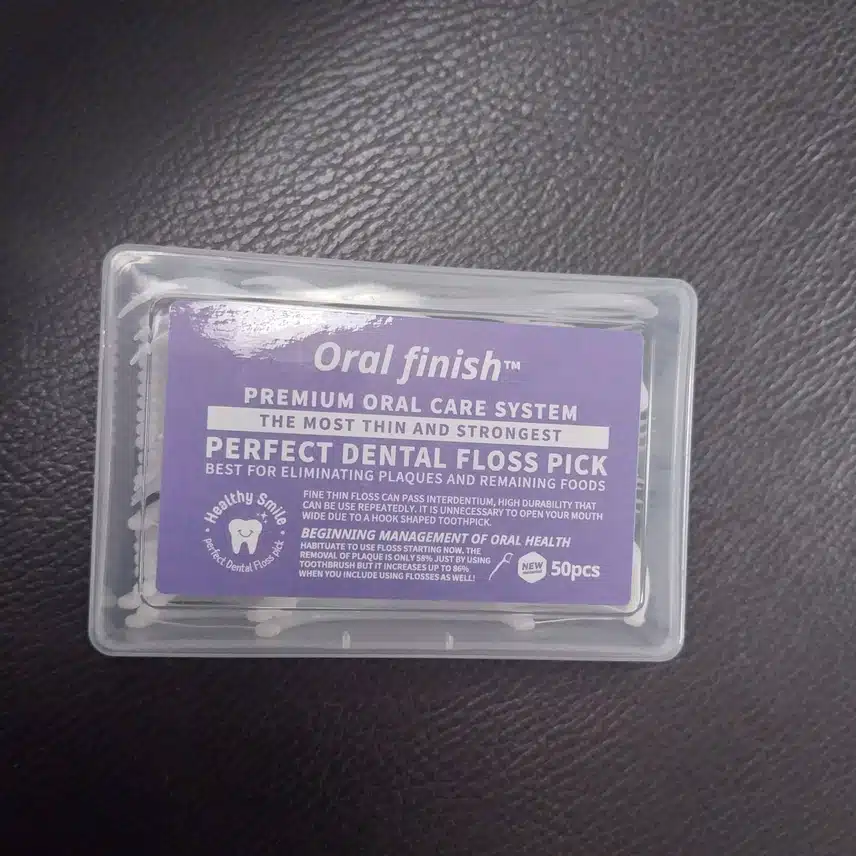 Oral finish™
PREMIUM ORAL CARE SYSTEM
THE MOST THIN AND STRONGEST
PERFECT DENTAL FLOSS PICK
BEST FOR ELIMINATING PLAQUES AND REMAINING FOODS
Healthy Smile
perfect Dental Floss pick
FINE THIN FLOSS CAN PASS INTERDENTIUM, HIGH DURABILITY THAT
CAN BE USE REPEATEDLY. IT IS UNNECESSARY TO OPEN YOUR MOUTH
WIDE DUE TO A HOOK SHAPED TOOTHPICK.
BEGINNING MANAGEMENT OF ORAL HEALTH
HABITUATE TO USE FLOSS STARTING NOW. THE
REMOVAL OF PLAQUE IS ONLY 58% JUST BY USING
TOOTHBRUSH BUT IT INCREASES UP TO 86%
WHEN YOU INCLUDE USING FLOSSES AS WELL!
NEW
50pcs